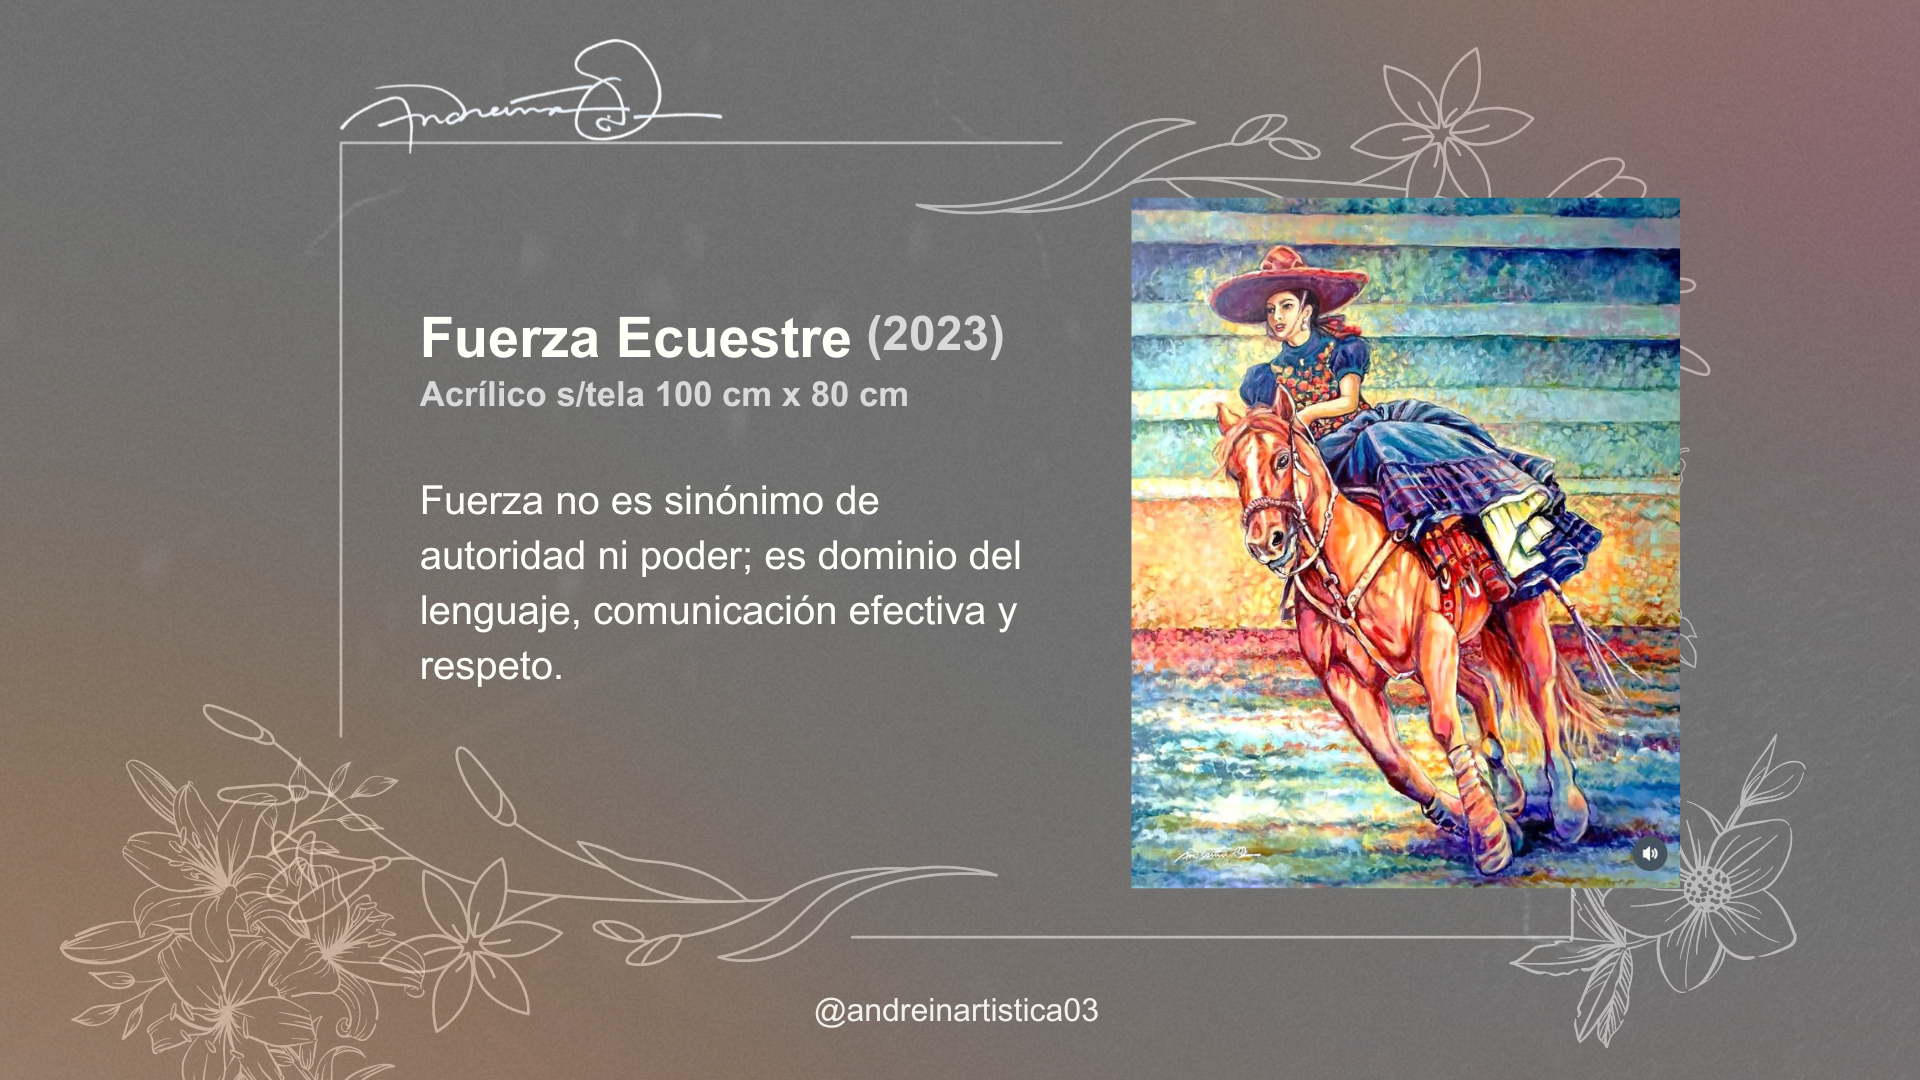 Andreina
Fuerza Ecuestre (2023)
Acrílico s/tela 100 cm x 80 cm
Fuerza no es sinónimo de
autoridad ni poder; es dominio del
lenguaje, comunicación efectiva y
respeto.
@andreinartistica03